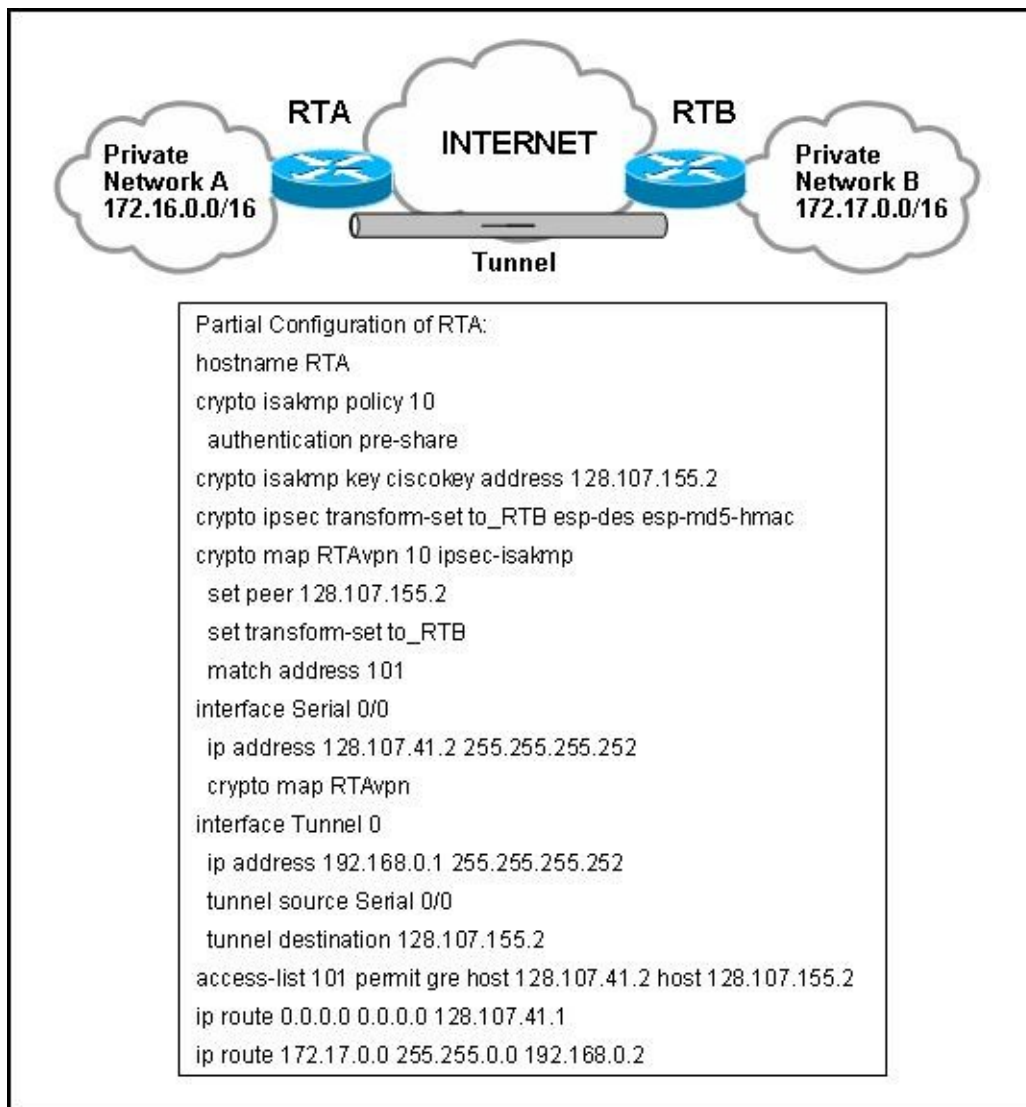 RTA
INTERNET
RTB
Private
Network A
172.16.0.0/16
Private
Network B
172.17.0.0/16
Tunnel
Partial Configuration of RTA:
hostname RTA
crypto isakmp policy 10
authentication pre-share
crypto isakmp key ciscokey address 128.107.155.2
crypto ipsec transform-set to_RTB esp-des esp-md5-hmac
crypto map RTAvpn 10 ipsec-isakmp
set peer 128.107.155.2
set transform-set to_RTB
match address 101
interface Serial 0/0
ip address 128.107.41.2 255.255.255.252
crypto map RTAvpn
interface Tunnel 0
ip address 192.168.0.1 255.255.255.252
tunnel source Serial 0/0
tunnel destination 128.107.155.2
access-list 101 permit gre host 128.107.41.2 host 128.107.155.2
ip route 0.0.0.0 0.0.0.0 128.107.41.1
ip route 172.17.0.0 255.255.0.0 192.168.0.2